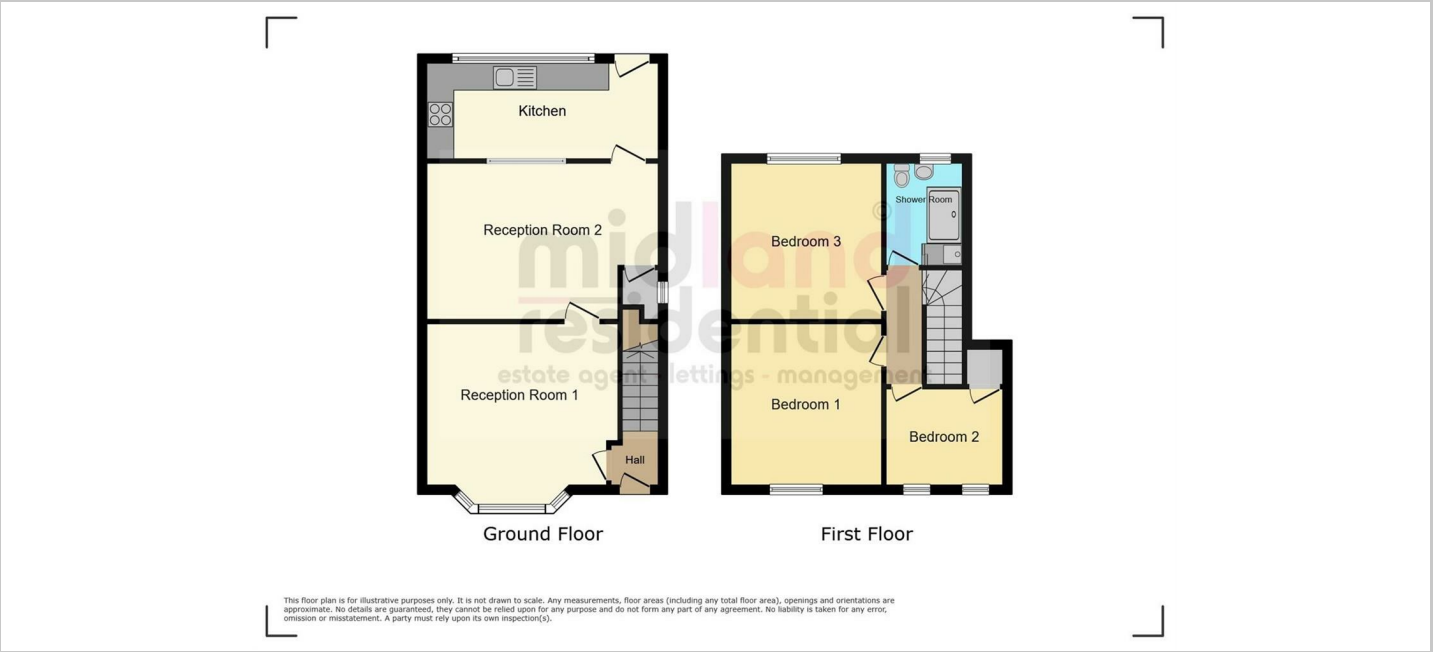 Kitchen
Reception Room 2
Reception Room 1
Hall
Ground Floor
Shower Room
Bedroom 3
Bedroom 1
Bedroom 2
First Floor
©
midland
residential
estate agent - lettings - management
This floor plan is for illustrative purposes only. It is not drawn to scale. Any measurements, floor areas (including any total floor area), openings and orientations are
approximate. No details are guaranteed, they cannot be relied upon for any purpose and do not form any part of any agreement. No liability is taken for any error,
omission or misstatement. A party must rely upon its own inspection(s).